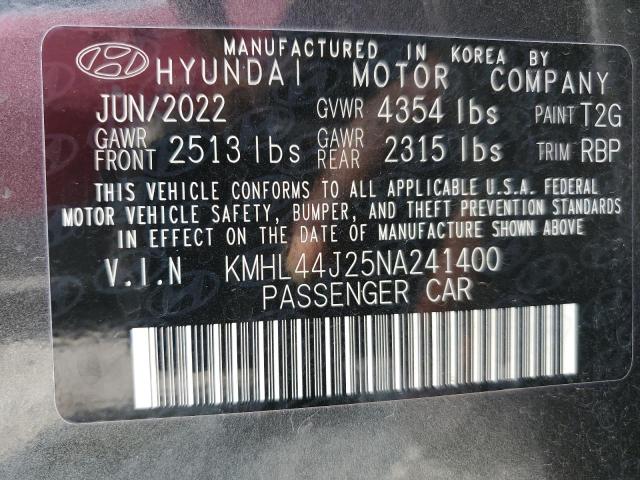 MANUFACTURED IN KOREA BY
HYUNDAI MOTOR COMPANY
JUN/2022 GVWR 4354 lbs PAINT T2G
GAWR FRONT 2513 lbs GAWR REAR 2315 lbs TRIM RBP
THIS VEHICLE CONFORMS TO ALL APPLICABLE U.S.A. FEDERAL
MOTOR VEHICLE SAFETY, BUMPER, AND THEFT PREVENTION STANDARDS
IN EFFECT ON THE DATE OF MANUFACTURE SHOWN ABOVE.
V.I.N KMHL44J25NA241400
PASSENGER CAR